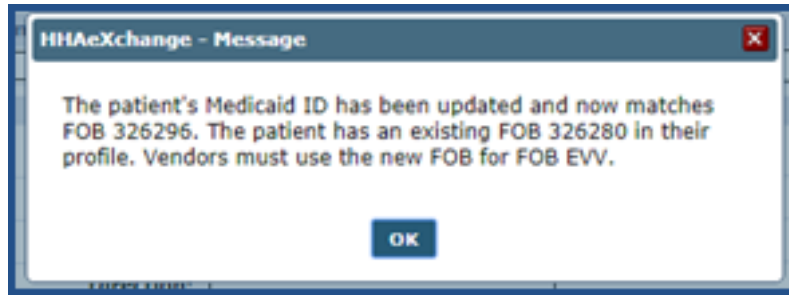 HHAeXchange - Message
The patient's Medicaid ID has been updated and now matches
FOB 326296. The patient has an existing FOB 326280 in their
profile. Vendors must use the new FOB for FOB EVV.
OK